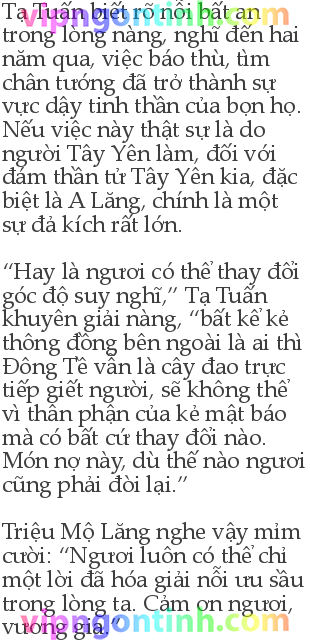 Tạ Tuấn biết rõ nỗi bất an
trong lòng nàng, nghĩ đến hai
năm qua, việc báo thù, tìm
chân tướng đã trở thành sự
vực dậy tinh thần của bọn họ.
Nếu việc này thật sự là do
người Tây Yên làm, đối với
đám thần tử Tây Yên kia, đặc
biệt là A Lăng, chính là một
sự đả kích rất lớn.
“Hay là ngươi có thể thay đổi
góc độ suy nghĩ,” Tạ Tuấn
khuyên giải nàng, “bất kể kẻ
thông đồng bên ngoài là ai thì
Đông Tề vẫn là cây đao trực
tiếp giết người, sẽ không thể
vì thân phận của kẻ mật báo
mà có bất cứ thay đổi nào.
Món nợ này, dù thế nào ngươi
cũng phải đòi lại.”
Triệu Mộ Lăng nghe vậy mỉm
cười: “Ngươi luôn có thể chỉ
một lời đã hóa giải nỗi ưu sầu
trong lòng ta. Cảm ơn ngươi,
vương gia.”
vipngontinh.com
vipngontinh.com